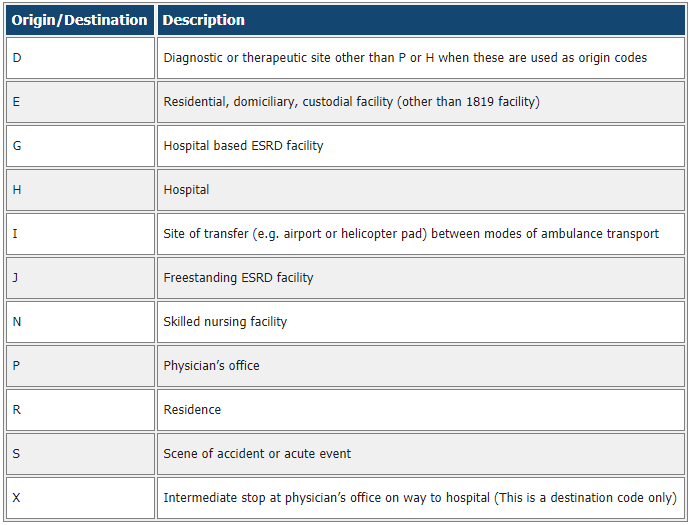 Origin/Destination Description
D Diagnostic or therapeutic site other than P or H when these are used as origin codes
E Residential, domiciliary, custodial facility (other than 1819 facility)
G Hospital based ESRD facility
H Hospital
I Site of transfer (e.g. airport or helicopter pad) between modes of ambulance transport
J Freestanding ESRD facility
N Skilled nursing facility
P Physician’s office
R Residence
S Scene of accident or acute event
X Intermediate stop at physician’s office on way to hospital (This is a destination code only)